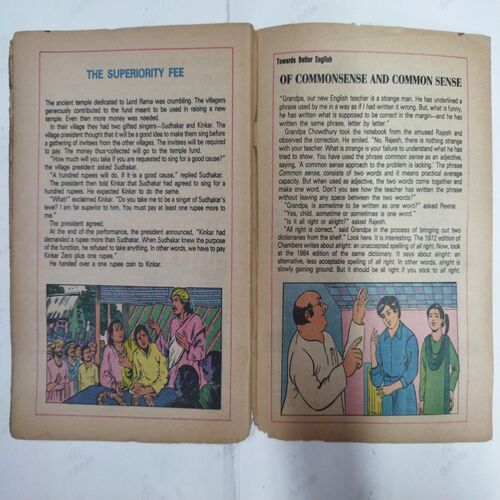 THE SUPERIORITY FEE
The ancient temple dedicated to Lord Rama was crumbling. The villagers
generously contributed to the fund meant to be used in raising a new
temple. Even then more money was needed.
In their village they had two gifted singers—Sudhakar and Kinkar. The
village president thought that it will be a good idea to make them sing before
a gathering of invitees from the other villages. The invitees will be required to
pay. The money thus collected will go to the temple fund.
"How much will you take if you are requested to sing for a good cause?"
the village president asked Sudhakar.
"A hundred rupees will do, if it is a good cause," replied Sudhakar.
The president then told Kinkar that Sudhakar had agreed to sing for a
hundred rupees. He expected Kinkar to do the same.
"What!" exclaimed Kinkar. "Do you take me to be a singer of Sudhakar's
level? I am far superior to him. You must pay at least one rupee more to
me."
The president agreed.
At the end of the performance, the president announced, "Kinkar had
demanded a rupee more than Sudhakar. When Sudhakar knew the purpose
of the function, he refused to take anything. In other words, we have to pay
Kinkar Zero plus one rupee."
He handed over a one rupee coin to Kinkar.
Towards Better English
OF COMMONSENSE AND COMMON SENSE
"Grandpa, our new English teacher is a strange man. He has underlined a
phrase used by me in a way as if I had written it wrong. But, what is funny,
he has written what is supposed to be correct in the margin—and he has
written the same phrase, letter by letter."
Grandpa Chowdhury took the notebook from the amused Rajesh and
observed the correction. He smiled. "No, Rajesh, there is nothing strange
with your teacher. What is strange is your failure to understand what he has
tried to show. You have used the phrase common sense as an adjective,
saying, 'A common sense approach to the problem is lacking.' The phrase
Common sense, consists of two words and it means practical average
capacity. But when used as adjective, the two words come together and
make one word. Don't you see how the teacher has written the phrase
without leaving any space between the two words?"
"Grandpa, is sometime to be written as one word?" asked Reena.
"Yes, child, sometime or sometimes is one word."
"Is it all right or alright?" asked Rajesh.
"All right is correct," said Grandpa in the process of bringing out two
dictionaries from the shelf." Look here. It is interesting. The 1972 edition of
Chambers writes about alright: an unaccepted spelling of all right. Now, look
at the 1984 edition of the same dictionary. It says about alright: an
alternative, less acceptable spelling of all right. In other words, alright is
slowly gaining ground. But it should be all right if you stick to all right.